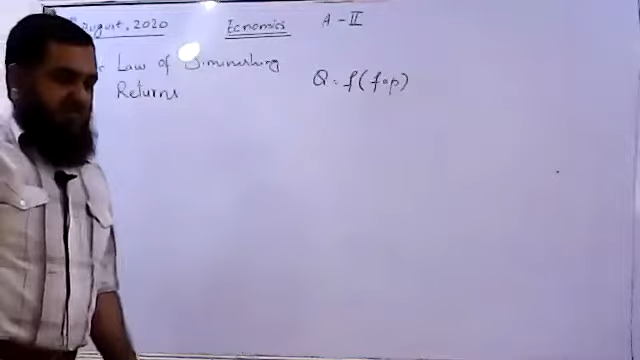 August, 2020 Economics A - II
Law of Diminishing
Returns
Q = f(fop)